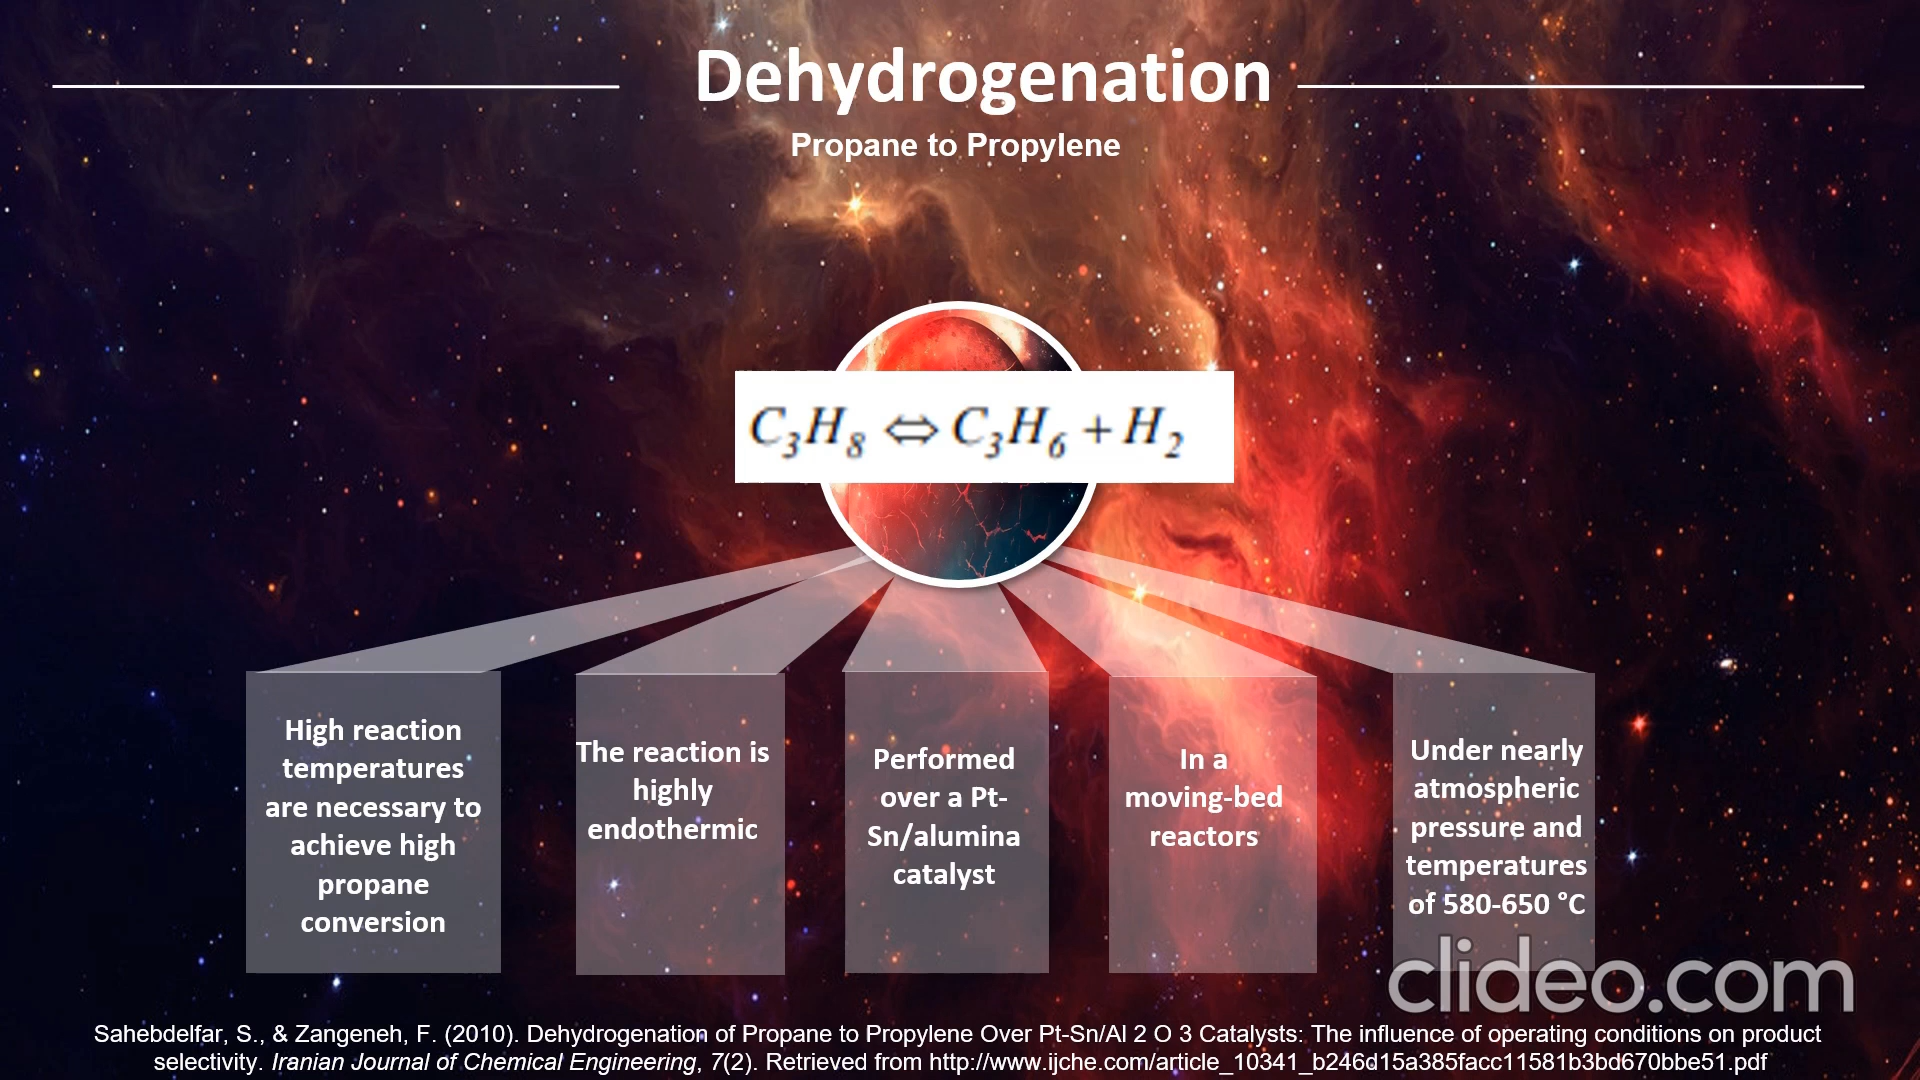 Dehydrogenation
Propane to Propylene
C₃H₈ ⇔ C₃H₆ + H₂
High reaction
temperatures
are necessary to
achieve high
propane
conversion
The reaction is
highly
endothermic
Performed
over a Pt-
Sn/alumina
catalyst
In a
moving-bed
reactors
Under nearly
atmospheric
pressure and
temperatures
of 580-650 °C
clideo.com
Sahebdelfar, S., & Zangeneh, F. (2010). Dehydrogenation of Propane to Propylene Over Pt-Sn/Al 2 O 3 Catalysts: The influence of operating conditions on product
selectivity. Iranian Journal of Chemical Engineering, 7(2). Retrieved from http://www.ijche.com/article_10341_b246d15a385facc11581b3bd670bbe51.pdf